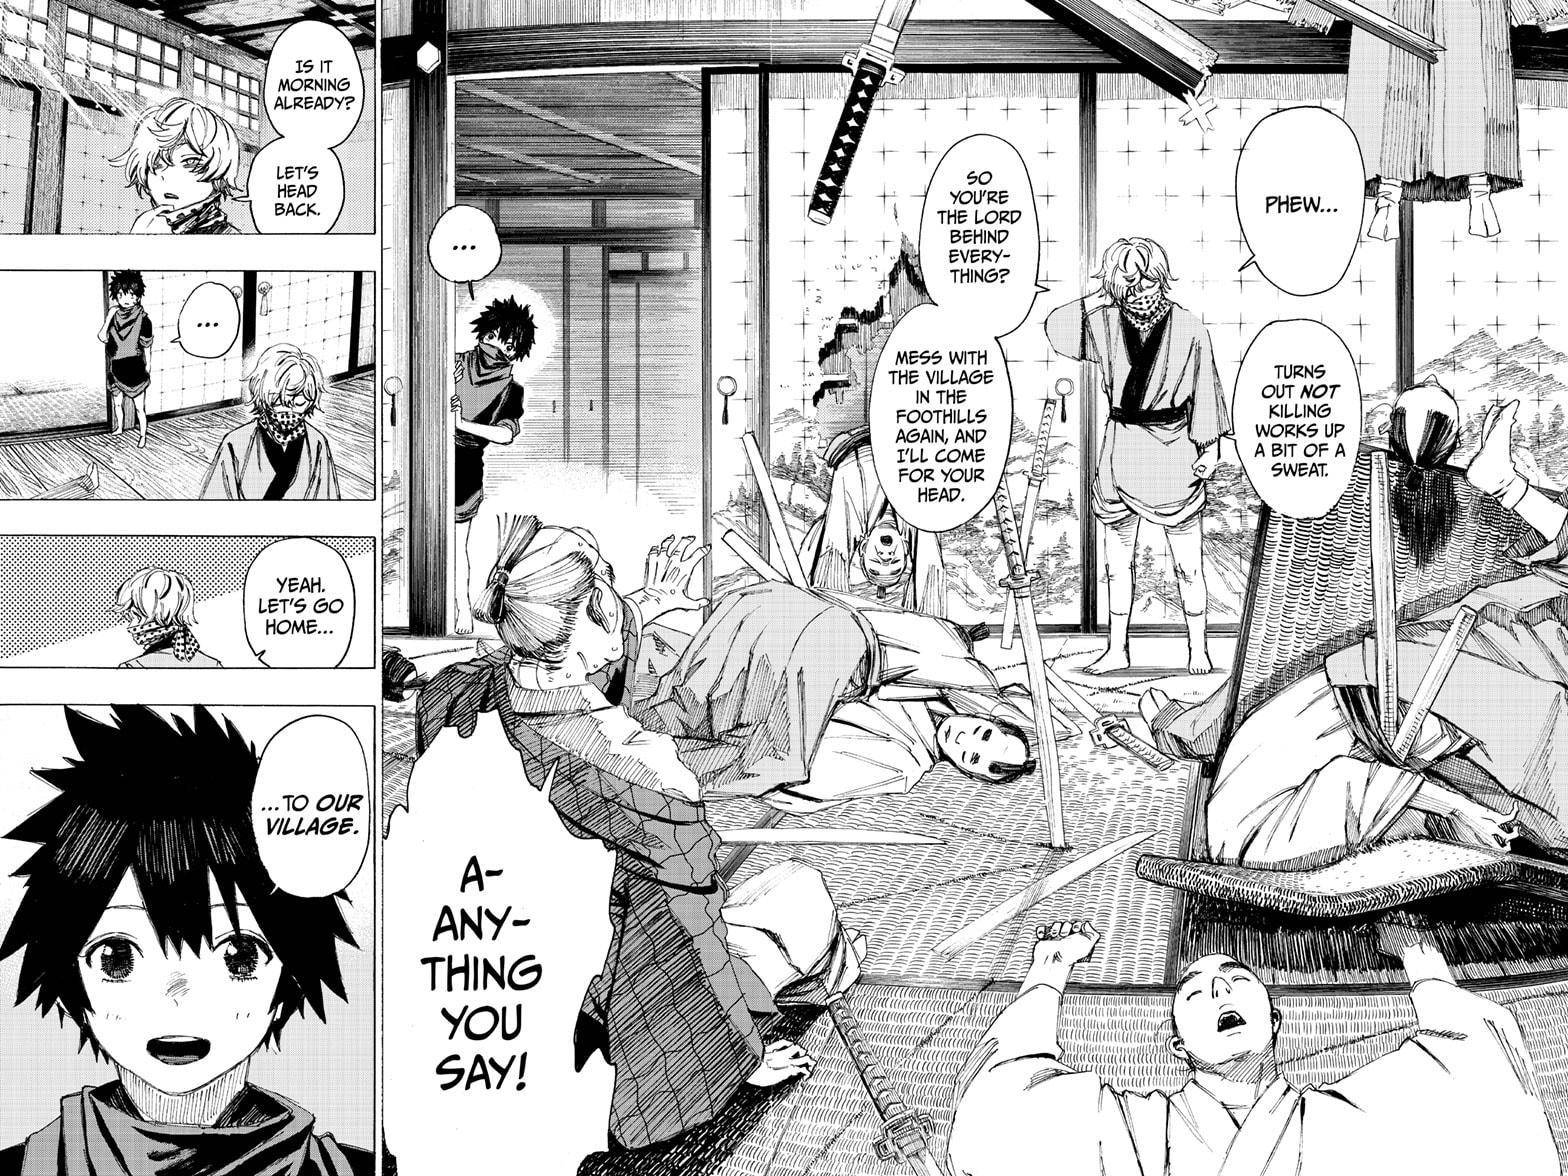 PHEW...
TURNS
OUT NOT
KILLING
WORKS UP
A BIT OF A
SWEAT.
SO
YOU'RE
THE LORD
BEHIND
EVERY-
THING?
MESS WITH
THE VILLAGE
IN THE
FOOTHILLS
AGAIN, AND
I'LL COME
FOR YOUR
HEAD.
...
A-
ANY-
THING
YOU
SAY!
IS IT
MORNING
ALREADY?
LET'S
HEAD
BACK.
...
YEAH.
LET'S GO
HOME...
...TO OUR
VILLAGE.